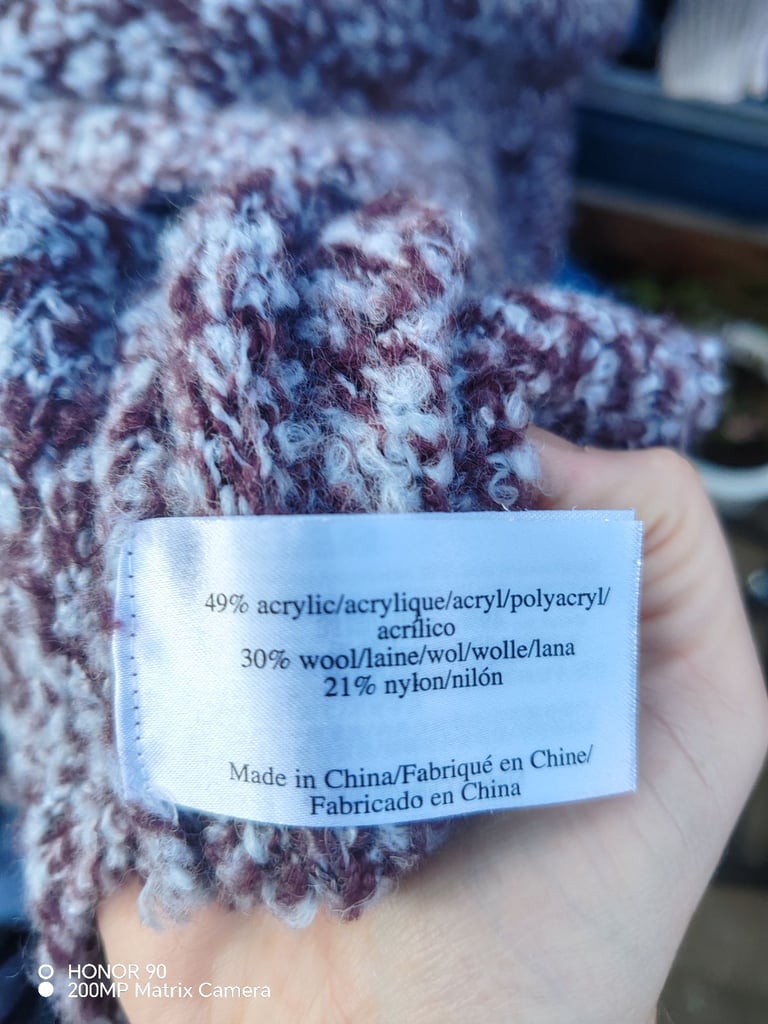 49% acrylic/acrylique/acryl/polyacryl/
acrílico
30% wool/laine/wol/wolle/lana
21% nylon/nilón
Made in China/Fabriqué en Chine/
Fabricado en China
HONOR 90
200MP Matrix Camera